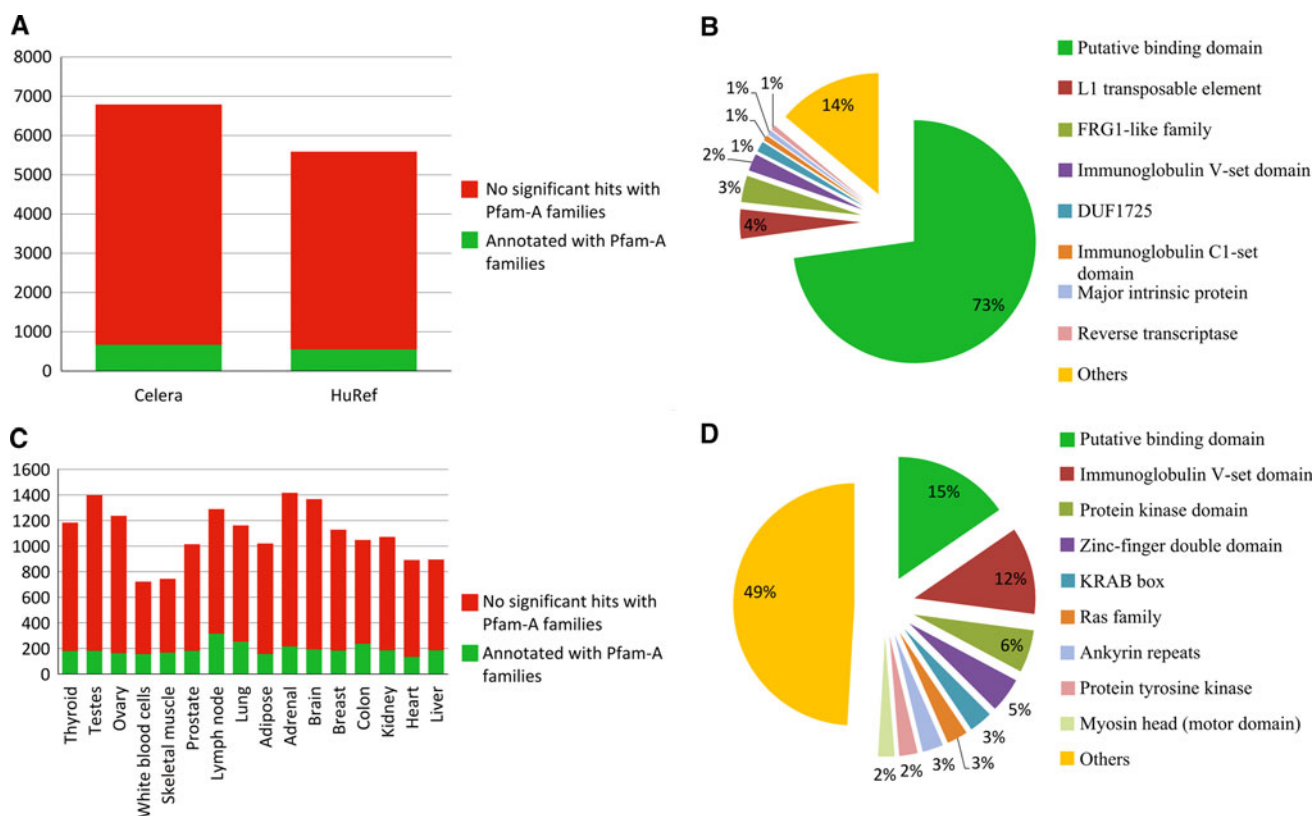 A
8000
7000
6000
5000
4000
3000
2000
1000
0
Celera
HuRef
No significant hits with
Pfam-A families
Annotated with Pfam-A
families
B
1%
1%
1%
1%
2%
3%
4%
14%
73%
Putative binding domain
L1 transposable element
FRG1-like family
Immunoglobulin V-set domain
DUF1725
Immunoglobulin C1-set
domain
Major intrinsic protein
Reverse transcriptase
Others
C
1600
1400
1200
1000
800
600
400
200
0
Thyroid
Testes
Ovary
White blood cells
Skeletal muscle
Prostate
Lymph node
Lung
Adipose
Adrenal
Brain
Breast
Colon
Kidney
Heart
Liver
No significant hits with
Pfam-A families
Annotated with Pfam-A
families
D
15%
12%
6%
5%
3%
3%
3%
2%
2%
49%
Putative binding domain
Immunoglobulin V-set domain
Protein kinase domain
Zinc-finger double domain
KRAB box
Ras family
Ankyrin repeats
Protein tyrosine kinase
Myosin head (motor domain)
Others